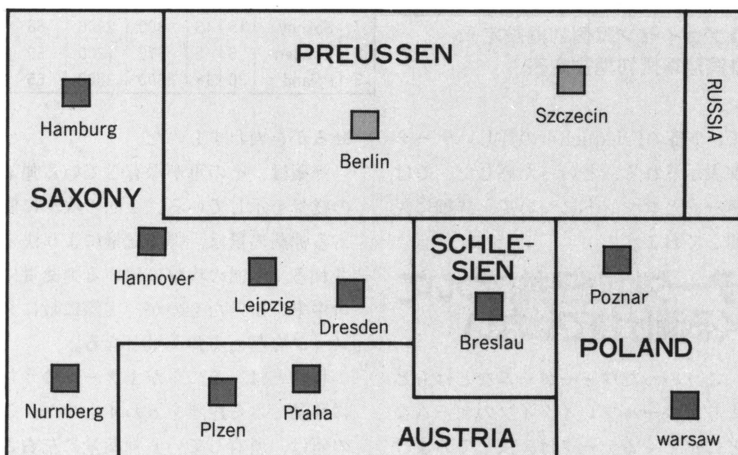 PREUSSEN
RUSSIA
Hamburg
Berlin
Szczecin
SAXONY
SCHLE-
SIEN
Hannover
Leipzig
Dresden
Breslau
Poznar
POLAND
Nurnberg
Plzen
Praha
AUSTRIA
warsaw